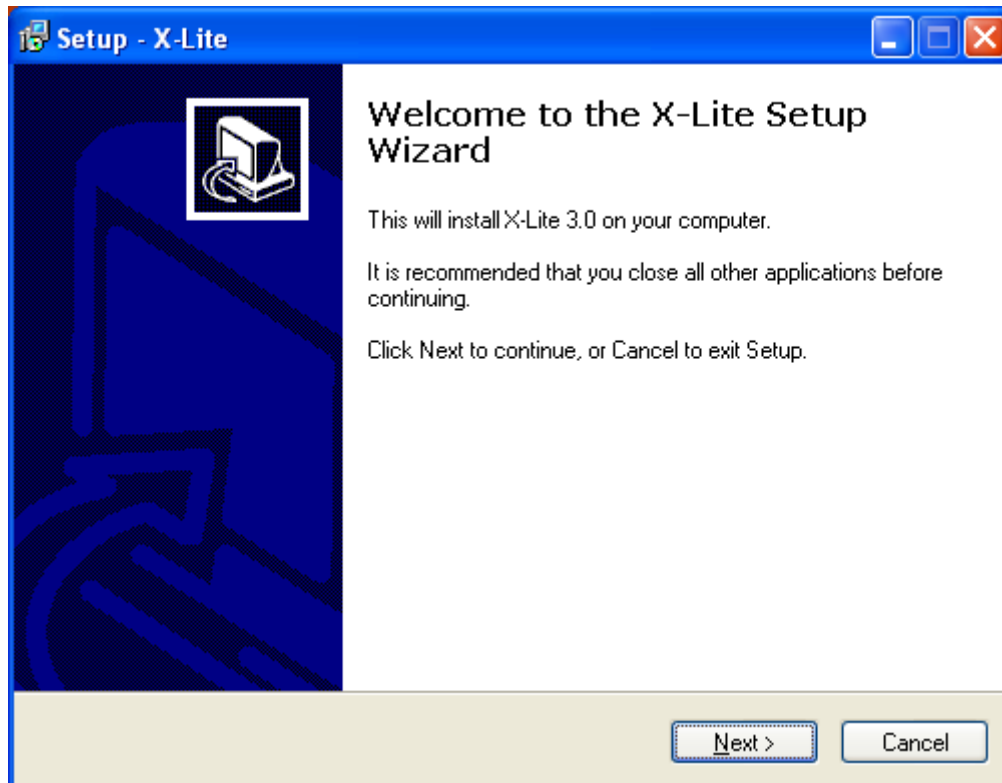 Setup - X-Lite
Welcome to the X-Lite Setup
Wizard
This will install X-Lite 3.0 on your computer.
It is recommended that you close all other applications before
continuing.
Click Next to continue, or Cancel to exit Setup.
Next >
Cancel